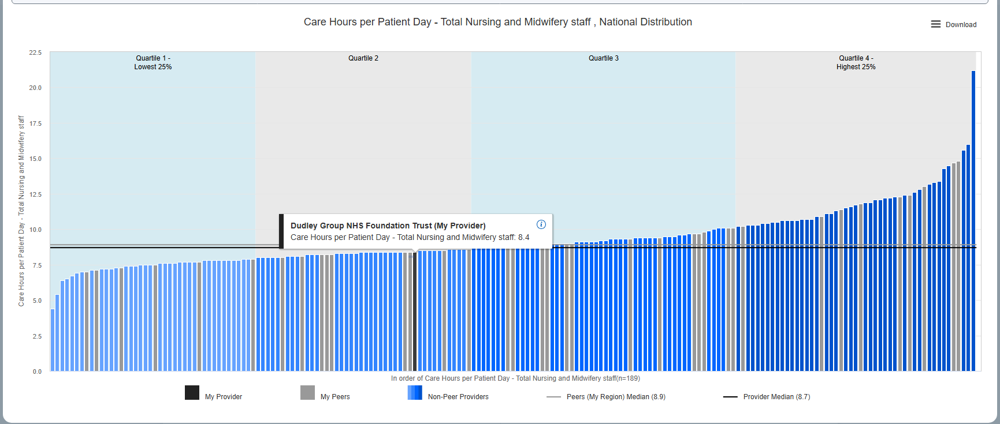 Care Hours per Patient Day - Total Nursing and Midwifery staff , National Distribution
Download
22.5
20.0
17.5
15.0
12.5
10.0
7.5
5.0
2.5
0.0
Care Hours per Patient Day - Total Nursing and Midwifery staff
Quartile 1 -
Lowest 25%
Quartile 2
Quartile 3
Quartile 4 -
Highest 25%
Dudley Group NHS Foundation Trust (My Provider)
Care Hours per Patient Day - Total Nursing and Midwifery staff: 8.4
In order of Care Hours per Patient Day - Total Nursing and Midwifery staff(n=189)
My Provider
My Peers
Non-Peer Providers
Peers (My Region) Median (8.9)
Provider Median (8.7)